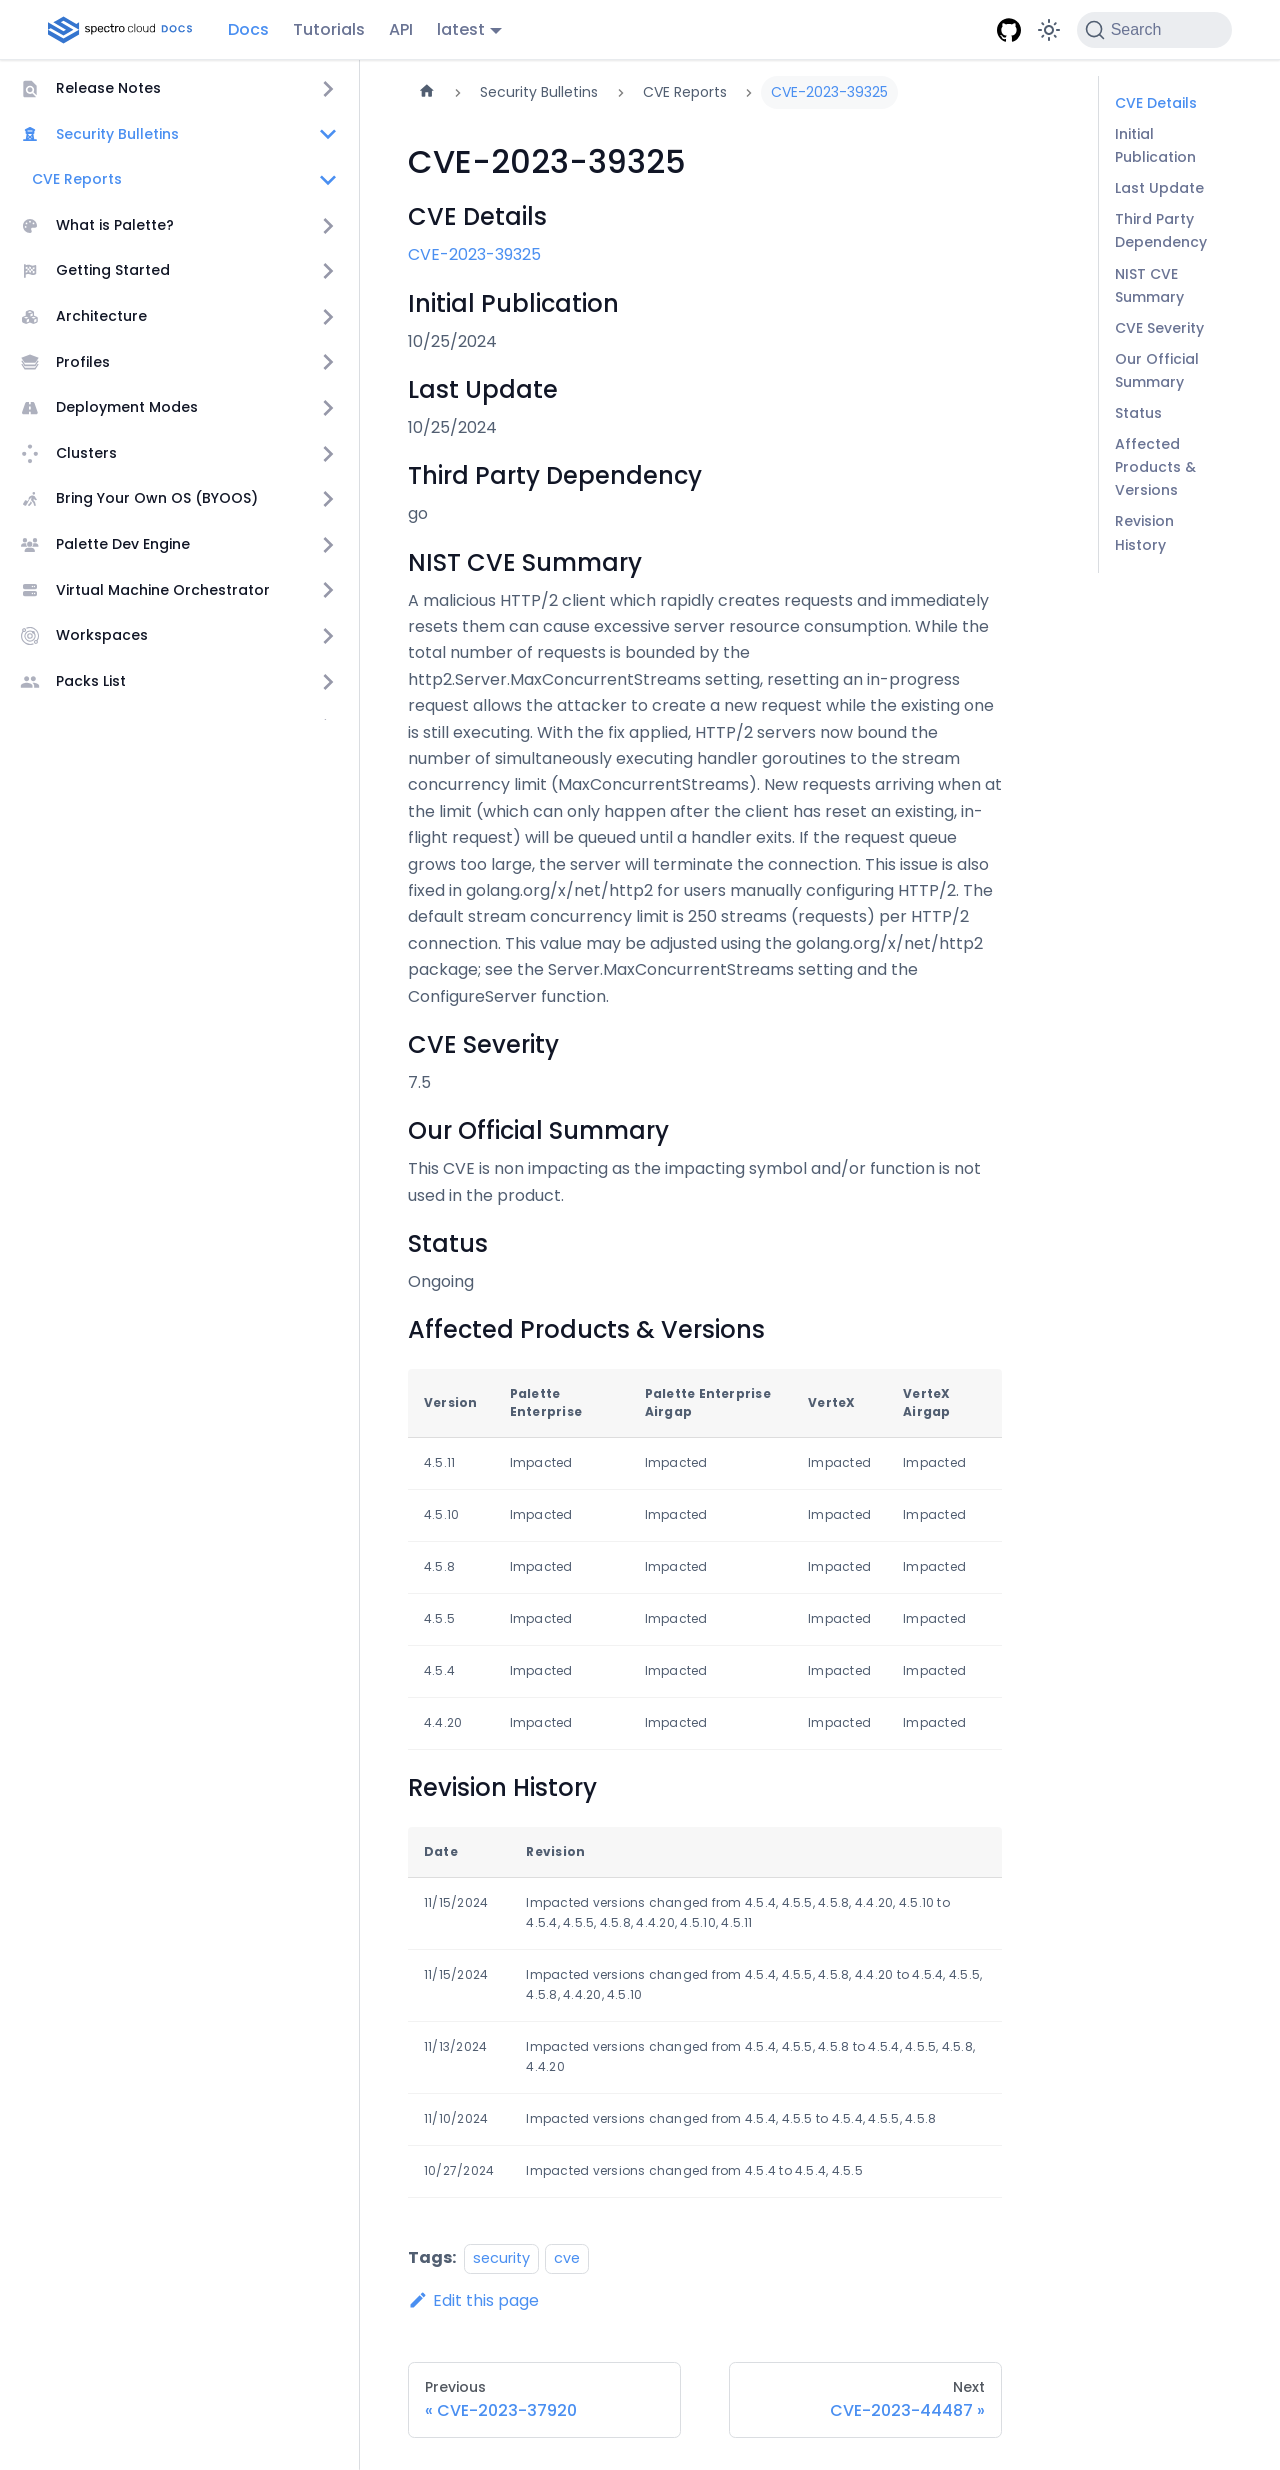 spectro cloud DOCS
Docs
Tutorials
API
latest
Search
Release Notes
Security Bulletins
CVE Reports
What is Palette?
Getting Started
Architecture
Profiles
Deployment Modes
Clusters
Bring Your Own OS (BYOOS)
Palette Dev Engine
Virtual Machine Orchestrator
Workspaces
Packs List
Security Bulletins
CVE Reports
CVE-2023-39325
CVE-2023-39325
CVE Details
CVE-2023-39325
Initial Publication
10/25/2024
Last Update
10/25/2024
Third Party Dependency
go
NIST CVE Summary
A malicious HTTP/2 client which rapidly creates requests and immediately
resets them can cause excessive server resource consumption. While the
total number of requests is bounded by the
http2.Server.MaxConcurrentStreams setting, resetting an in-progress
request allows the attacker to create a new request while the existing one
is still executing. With the fix applied, HTTP/2 servers now bound the
number of simultaneously executing handler goroutines to the stream
concurrency limit (MaxConcurrentStreams). New requests arriving when at
the limit (which can only happen after the client has reset an existing, in-
flight request) will be queued until a handler exits. If the request queue
grows too large, the server will terminate the connection. This issue is also
fixed in golang.org/x/net/http2 for users manually configuring HTTP/2. The
default stream concurrency limit is 250 streams (requests) per HTTP/2
connection. This value may be adjusted using the golang.org/x/net/http2
package; see the Server.MaxConcurrentStreams setting and the
ConfigureServer function.
CVE Severity
7.5
Our Official Summary
This CVE is non impacting as the impacting symbol and/or function is not
used in the product.
Status
Ongoing
Affected Products & Versions
Version Palette Enterprise Palette Enterprise Airgap VerteX VerteX Airgap
4.5.11 Impacted Impacted Impacted Impacted
4.5.10 Impacted Impacted Impacted Impacted
4.5.8 Impacted Impacted Impacted Impacted
4.5.5 Impacted Impacted Impacted Impacted
4.5.4 Impacted Impacted Impacted Impacted
4.4.20 Impacted Impacted Impacted Impacted
Revision History
Date Revision
11/15/2024 Impacted versions changed from 4.5.4, 4.5.5, 4.5.8, 4.4.20, 4.5.10 to
4.5.4, 4.5.5, 4.5.8, 4.4.20, 4.5.10, 4.5.11
11/15/2024 Impacted versions changed from 4.5.4, 4.5.5, 4.5.8, 4.4.20 to 4.5.4, 4.5.5,
4.5.8, 4.4.20, 4.5.10
11/13/2024 Impacted versions changed from 4.5.4, 4.5.5, 4.5.8 to 4.5.4, 4.5.5, 4.5.8,
4.4.20
11/10/2024 Impacted versions changed from 4.5.4, 4.5.5 to 4.5.4, 4.5.5, 4.5.8
10/27/2024 Impacted versions changed from 4.5.4 to 4.5.4, 4.5.5
Tags: security cve
Edit this page
Previous
« CVE-2023-37920
Next
CVE-2023-44487 »
CVE Details
Initial
Publication
Last Update
Third Party
Dependency
NIST CVE
Summary
CVE Severity
Our Official
Summary
Status
Affected
Products &
Versions
Revision
History